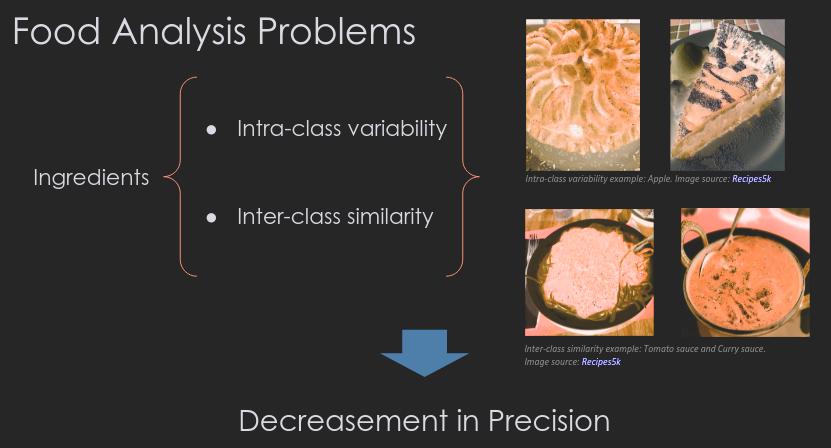 Food Analysis Problems
Ingredients
● Intra-class variability
● Inter-class similarity
Intra-class variability example: Apple. Image source: Recipes5k
Inter-class similarity example: Tomato sauce and Curry sauce.
Image source: Recipes5k
Decreasement in Precision